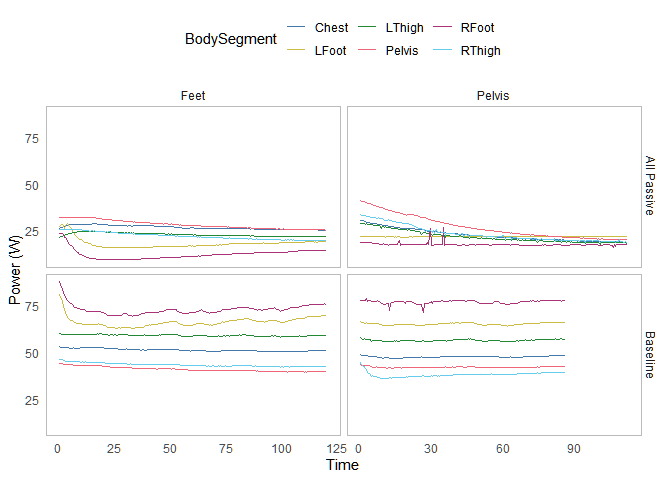 BodySegment
Chest LThigh RFoot
LFoot Pelvis RThigh
Feet Pelvis
All Passive
Baseline
Power (W)
75
50
25
75
50
25
0 25 50 75 100 125 0 30 60 90
Time